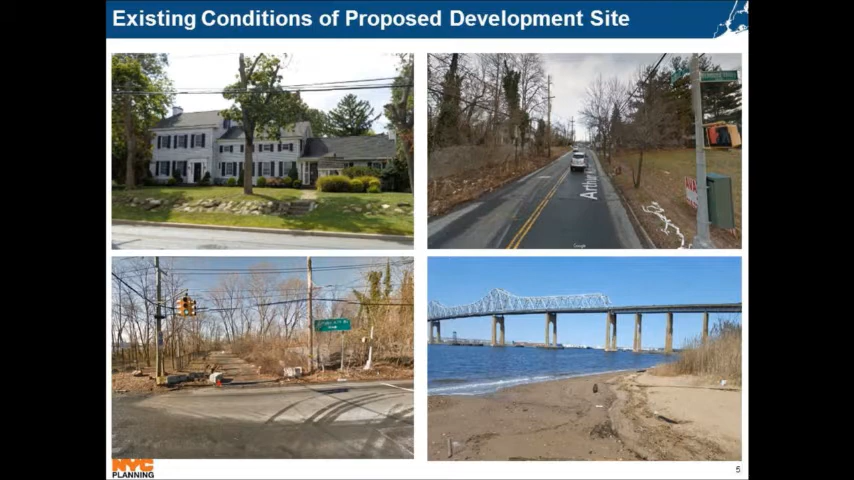 Existing Conditions of Proposed Development Site
Arthur K
Google
NYC
PLANNING
5